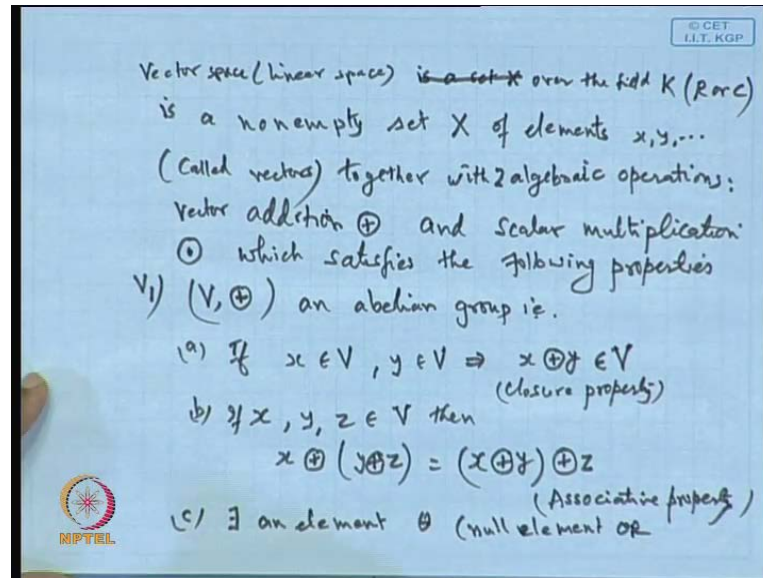 © CET
I.I.T. KGP
Vector space (Linear space) is a set X over the field K (R or C)
is a nonempty set X of elements x, y, ...
(Called vectors) together with 2 algebraic operations:
vector addition ⊕ and scalar multiplication
⊙ which satisfies the following properties
V₁) (V, ⊕) an abelian group ie.
(a) If x ∈ V, y ∈ V ⇒ x ⊕ y ∈ V
(Closure property)
b) If x, y, z ∈ V then
x ⊕ (y ⊕ z) = (x ⊕ y) ⊕ z
(Associative property)
(c) ∃ an element θ (null element OR
NPTEL